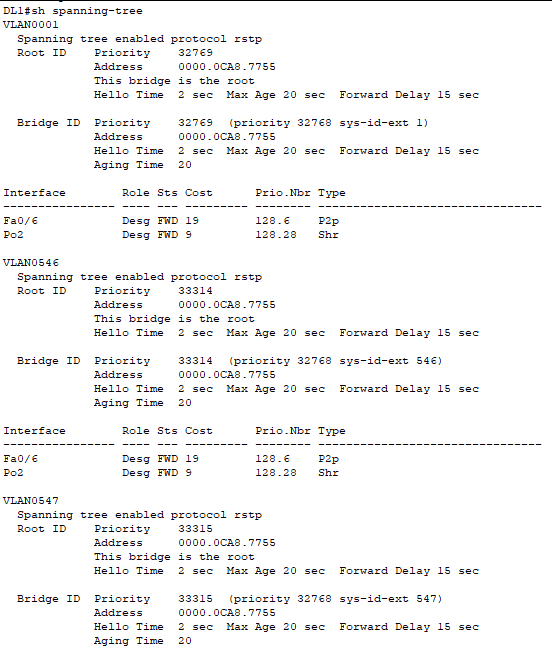 DL1#sh spanning-tree
VLAN0001
  Spanning tree enabled protocol rstp
  Root ID    Priority    32769
             Address     0000.0CA8.7755
             This bridge is the root
             Hello Time  2 sec  Max Age 20 sec  Forward Delay 15 sec

  Bridge ID  Priority    32769  (priority 32768 sys-id-ext 1)
             Address     0000.0CA8.7755
             Hello Time  2 sec  Max Age 20 sec  Forward Delay 15 sec
             Aging Time  20

Interface        Role Sts Cost      Prio.Nbr Type
---------------- ---- --- --------- -------- --------------------------------
Fa0/6            Desg FWD 19        128.6    P2p
Po2              Desg FWD 9         128.28   Shr

VLAN0546
  Spanning tree enabled protocol rstp
  Root ID    Priority    33314
             Address     0000.0CA8.7755
             This bridge is the root
             Hello Time  2 sec  Max Age 20 sec  Forward Delay 15 sec

  Bridge ID  Priority    33314  (priority 32768 sys-id-ext 546)
             Address     0000.0CA8.7755
             Hello Time  2 sec  Max Age 20 sec  Forward Delay 15 sec
             Aging Time  20

Interface        Role Sts Cost      Prio.Nbr Type
---------------- ---- --- --------- -------- --------------------------------
Fa0/6            Desg FWD 19        128.6    P2p
Po2              Desg FWD 9         128.28   Shr

VLAN0547
  Spanning tree enabled protocol rstp
  Root ID    Priority    33315
             Address     0000.0CA8.7755
             This bridge is the root
             Hello Time  2 sec  Max Age 20 sec  Forward Delay 15 sec

  Bridge ID  Priority    33315  (priority 32768 sys-id-ext 547)
             Address     0000.0CA8.7755
             Hello Time  2 sec  Max Age 20 sec  Forward Delay 15 sec
             Aging Time  20